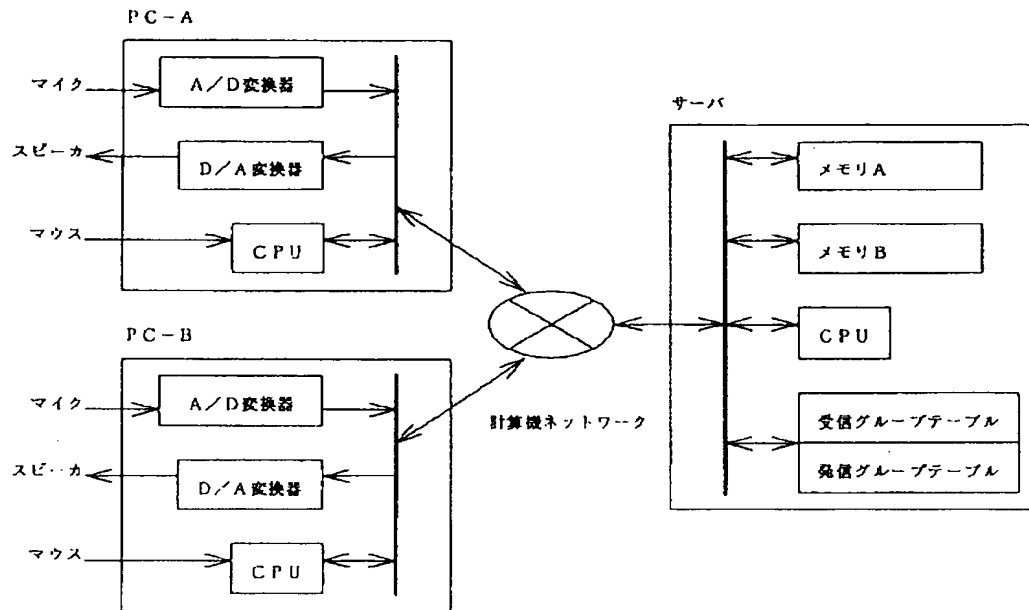 PC-A
マイク
A/D変換器
スピーカ
D/A変換器
マウス
CPU
PC-B
マイク
A/D変換器
スピーカ
D/A変換器
マウス
CPU
計算機ネットワーク
サーバ
メモリA
メモリB
CPU
受信グループテーブル
発信グループテーブル